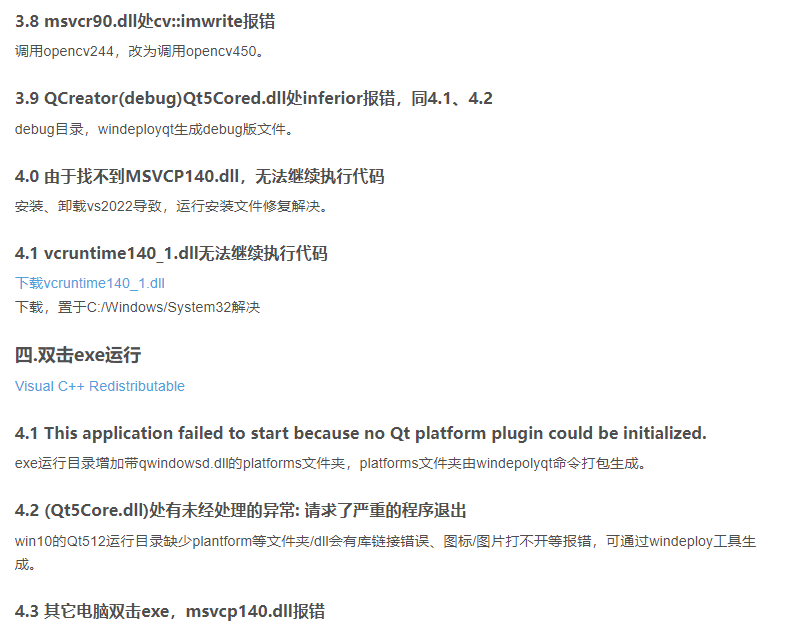 3.8 msvcr90.dll处cv::imwrite报错
调用opencv244，改为调用opencv450。
3.9 QCreator(debug)Qt5Cored.dll处inferior报错，同4.1、4.2
debug目录，windeployqt生成debug版文件。
4.0 由于找不到MSVCP140.dll，无法继续执行代码
安装、卸载vs2022导致，运行安装文件修复解决。
4.1 vcruntime140_1.dll无法继续执行代码
下载vcruntime140_1.dll
下载，置于C:/Windows/System32解决
四.双击exe运行
Visual C++ Redistributable
4.1 This application failed to start because no Qt platform plugin could be initialized.
exe运行目录增加带qwindowsd.dll的platforms文件夹，platforms文件夹由windepolyqt命令打包生成。
4.2 (Qt5Core.dll)处有未经处理的异常: 请求了严重的程序退出
win10的Qt512运行目录缺少plantform等文件夹/dll会有库链接错误、图标/图片打不开等报错，可通过windeploy工具生
成。
4.3 其它电脑双击exe，msvcp140.dll报错